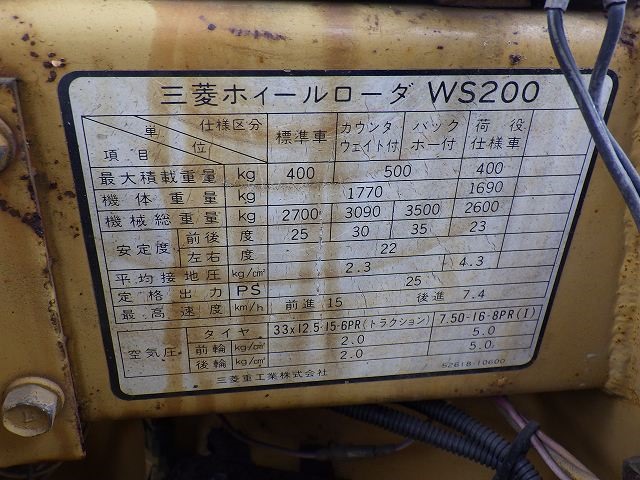 三菱ホイールローダ WS200
単位 仕様区分 項目 標準車 カウンタウェイト付 バックホー付 荷役仕様車
最大積載重量 kg 400 500 400
機体重量 kg 1770 1690
機械総重量 kg 2700 3090 3500 2600
安定度 前後 度 25 30 35 23
左右 度 22
平均接地圧 kg/cm² 2.3 4.3
定格出力 PS 25
最高速度 km/h 前進 15 後進 7.4
空気圧 タイヤ 33x12.5-15-6PR(トラクション) 7.50-16-8PR(I)
前輪 kg/cm² 2.0 5.0
後輪 kg/cm² 2.0 5.0
三菱重工業株式会社 52618-10600